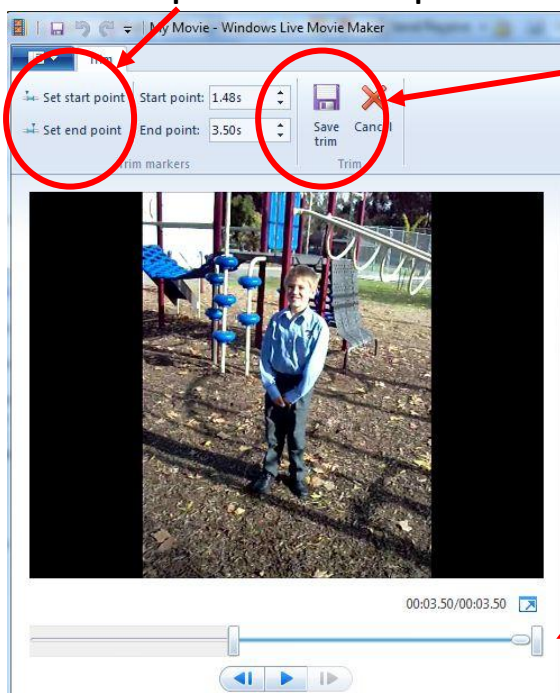 My Movie - Windows Live Movie Maker
Trim
Set start point Start point: 1.48s
Set end point End point: 3.50s
Save trim Cancel
Trim markers Trim
00:03.50/00:03.50